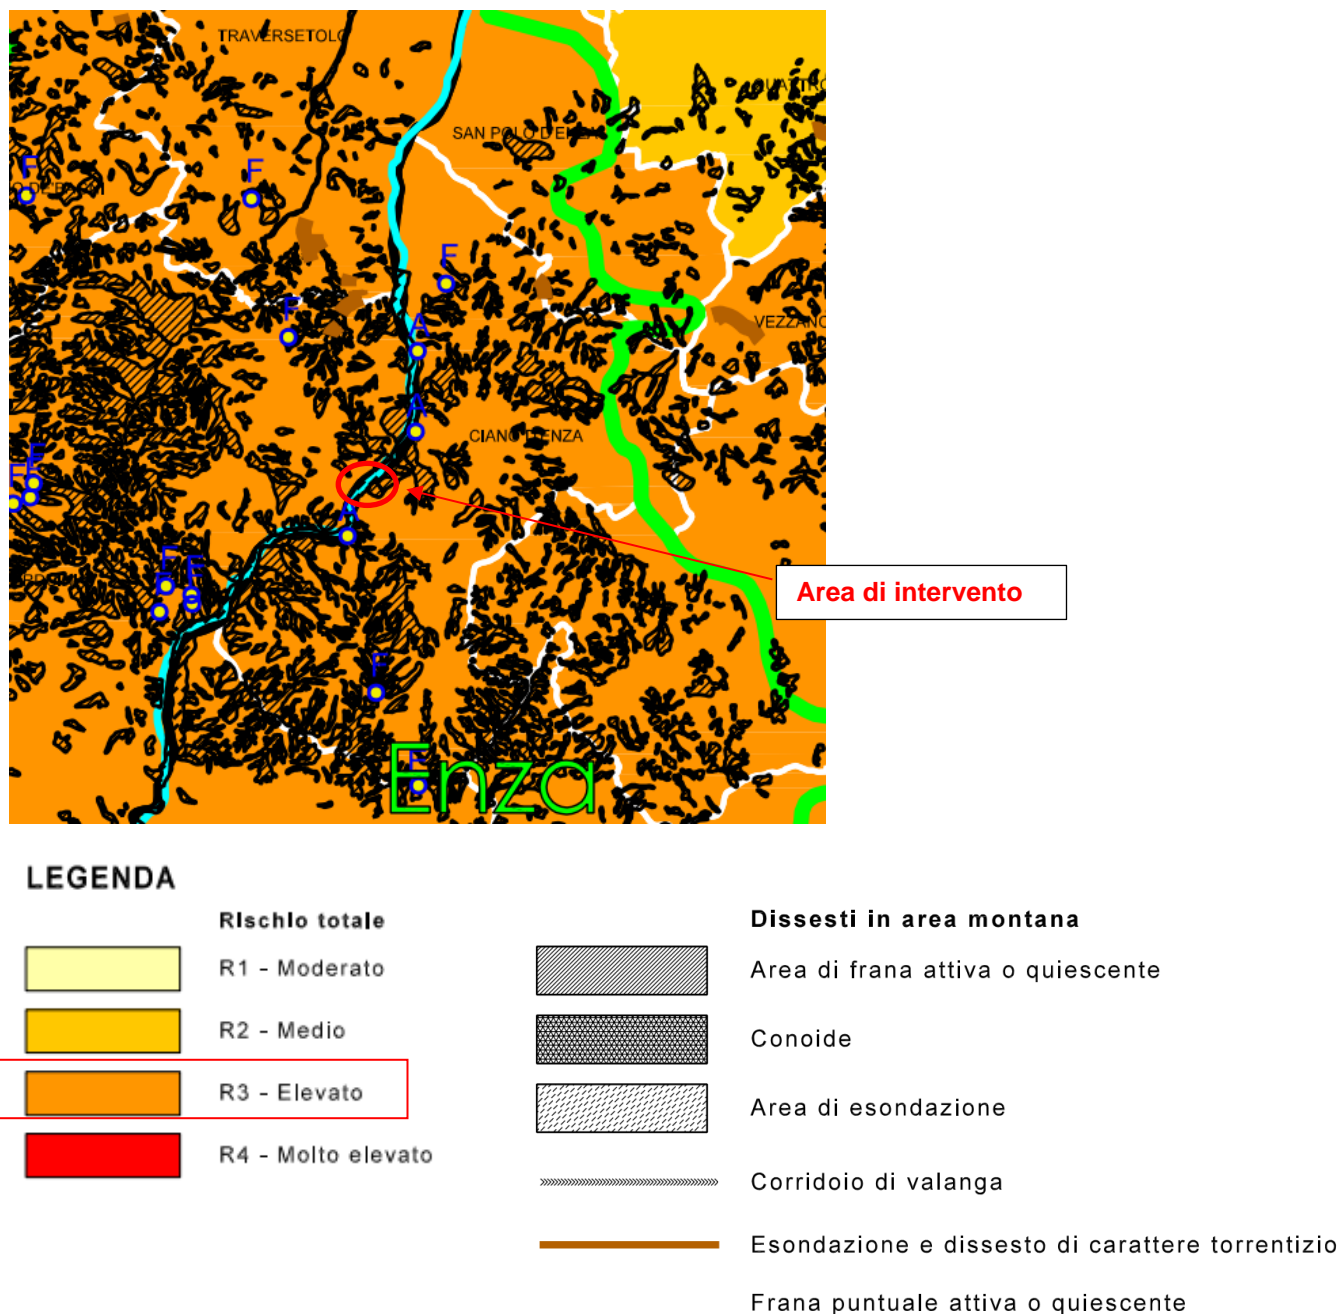 TRAVERSETOLO
QUATTRO
SAN POLO D'ENZA
F
F
F
F
VEZZANO
A
A
CIANO D'ENZA
F
F
A
F
F
F
Area di intervento
F
F
Enza
LEGENDA
Rischio totale
R1 - Moderato
R2 - Medio
R3 - Elevato
R4 - Molto elevato
Dissesti in area montana
Area di frana attiva o quiescente
Conoide
Area di esondazione
Corridoio di valanga
Esondazione e dissesto di carattere torrentizio
Frana puntuale attiva o quiescente